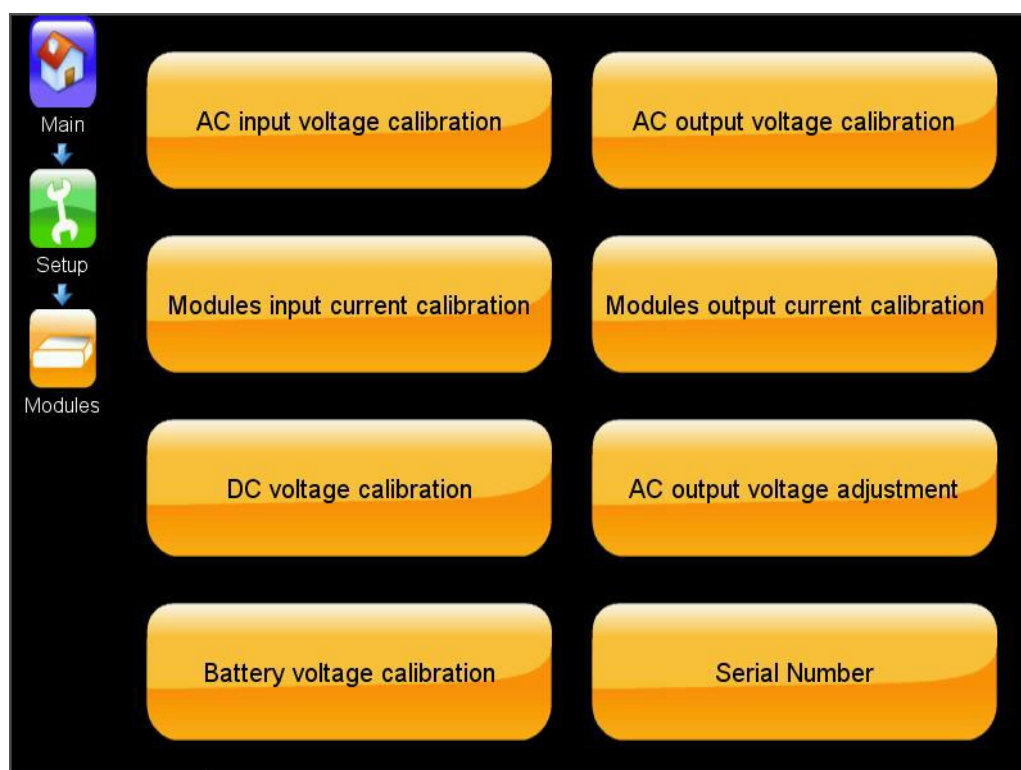 Main
Setup
Modules
AC input voltage calibration
AC output voltage calibration
Modules input current calibration
Modules output current calibration
DC voltage calibration
AC output voltage adjustment
Battery voltage calibration
Serial Number